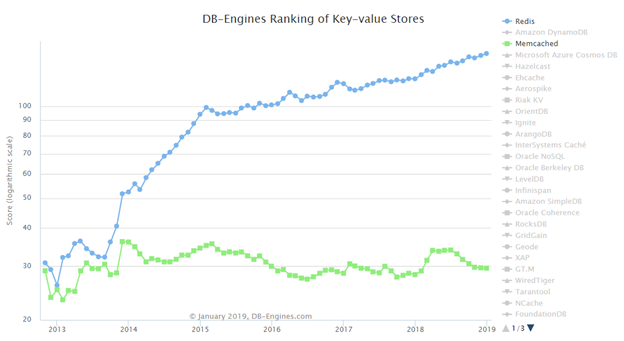 DB-Engines Ranking of Key-value Stores
Score (logarithmic scale)
100
90
80
70
60
50
40
30
20
2013
2014
2015
2016
2017
2018
2019
© January 2019, DB-Engines.com
Redis
Amazon DynamoDB
Memcached
Microsoft Azure Cosmos DB
Hazelcast
Ehcache
Aerospike
Riak KV
OrientDB
Ignite
ArangoDB
InterSystems Caché
Oracle NoSQL
Oracle Berkeley DB
LevelDB
Infinispan
Amazon SimpleDB
Oracle Coherence
RocksDB
GridGain
Geode
XAP
GT.M
WiredTiger
Tarantool
NCache
FoundationDB
1/3